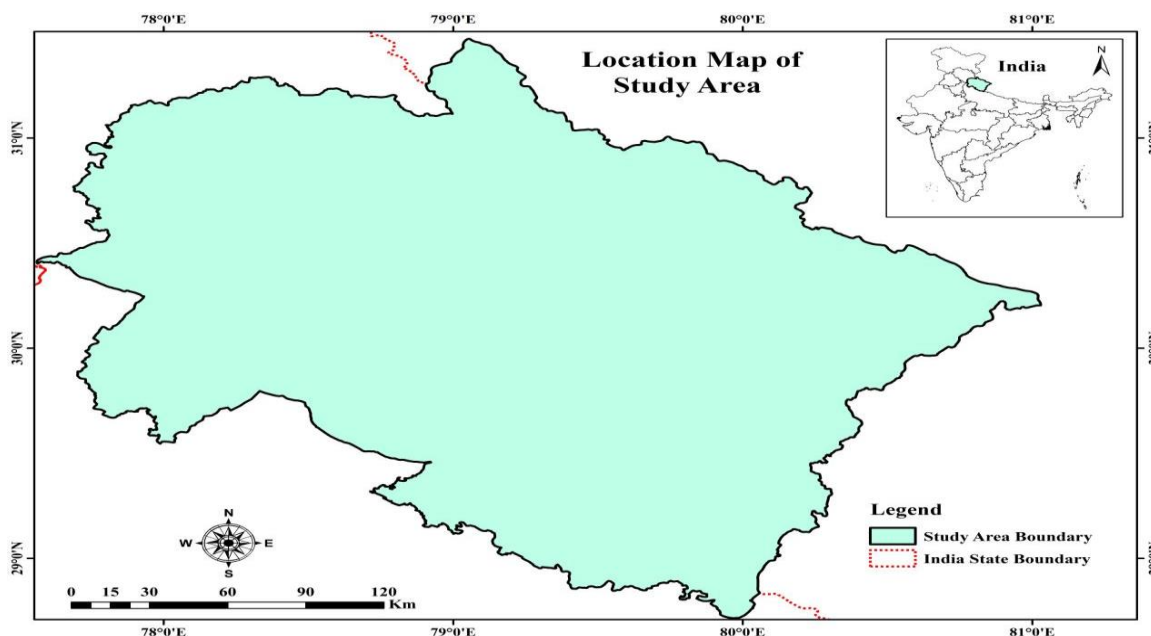 78°0'E 79°0'E 80°0'E 81°0'E
Location Map of
Study Area
India
N
31°0'N
30°0'N
29°0'N
N
W E
S
0 15 30 60 90 120
Km
Legend
Study Area Boundary
India State Boundary
78°0'E 79°0'E 80°0'E 81°0'E